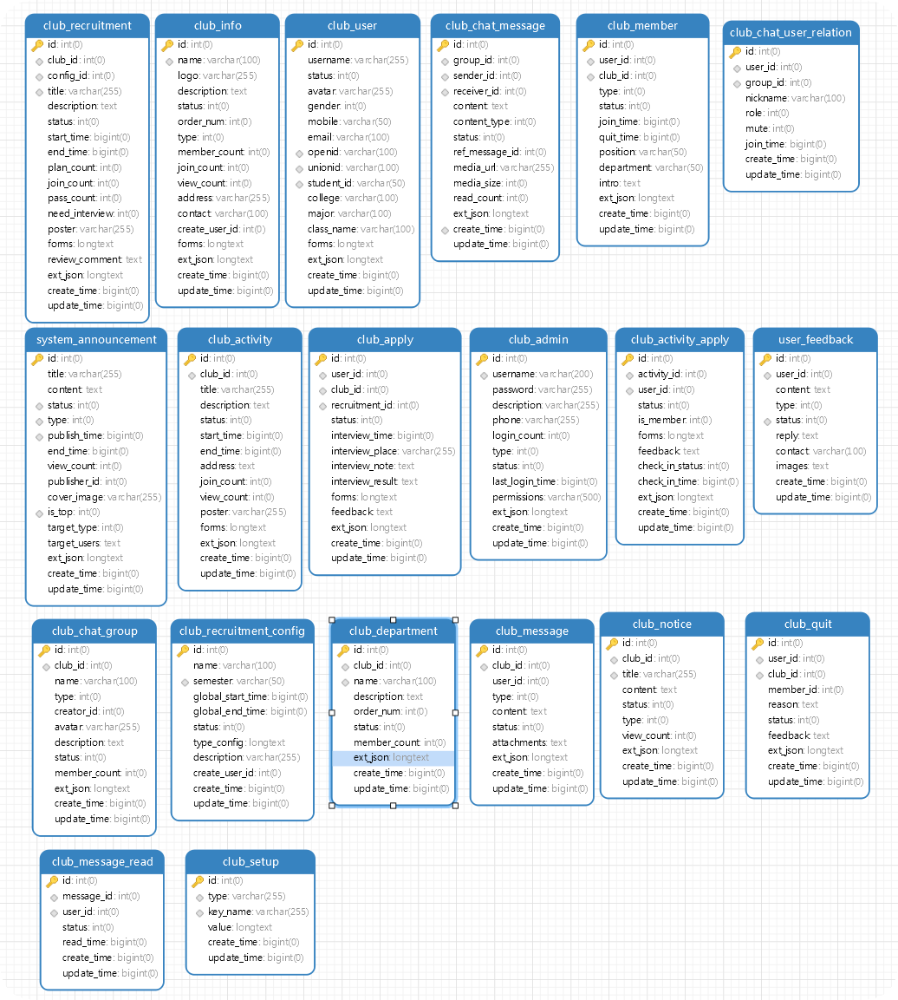 club_recruitment
id: int(0)
club_id: int(0)
config_id: int(0)
title: varchar(255)
description: text
status: int(0)
start_time: bigint(0)
end_time: bigint(0)
plan_count: int(0)
join_count: int(0)
pass_count: int(0)
need_interview: int(0)
poster: varchar(255)
forms: longtext
review_comment: text
ext_json: longtext
create_time: bigint(0)
update_time: bigint(0)
club_info
id: int(0)
name: varchar(100)
logo: varchar(255)
description: text
status: int(0)
order_num: int(0)
type: int(0)
member_count: int(0)
join_count: int(0)
view_count: int(0)
address: varchar(255)
contact: varchar(100)
create_user_id: int(0)
forms: longtext
ext_json: longtext
create_time: bigint(0)
update_time: bigint(0)
club_user
id: int(0)
username: varchar(255)
status: int(0)
avatar: varchar(255)
gender: int(0)
mobile: varchar(50)
email: varchar(100)
openid: varchar(100)
unionid: varchar(100)
student_id: varchar(50)
college: varchar(100)
major: varchar(100)
class_name: varchar(100)
forms: longtext
ext_json: longtext
create_time: bigint(0)
update_time: bigint(0)
club_chat_message
id: int(0)
group_id: int(0)
sender_id: int(0)
receiver_id: int(0)
content: text
content_type: int(0)
status: int(0)
ref_message_id: int(0)
media_url: varchar(255)
media_size: int(0)
read_count: int(0)
ext_json: longtext
create_time: bigint(0)
update_time: bigint(0)
club_member
id: int(0)
user_id: int(0)
club_id: int(0)
type: int(0)
status: int(0)
join_time: bigint(0)
quit_time: bigint(0)
position: varchar(50)
department: varchar(50)
intro: text
ext_json: longtext
create_time: bigint(0)
update_time: bigint(0)
club_chat_user_relation
id: int(0)
user_id: int(0)
group_id: int(0)
nickname: varchar(100)
role: int(0)
mute: int(0)
join_time: bigint(0)
create_time: bigint(0)
update_time: bigint(0)
system_announcement
id: int(0)
title: varchar(255)
content: text
status: int(0)
type: int(0)
publish_time: bigint(0)
end_time: bigint(0)
view_count: int(0)
publisher_id: int(0)
cover_image: varchar(255)
is_top: int(0)
target_type: int(0)
target_users: text
ext_json: longtext
create_time: bigint(0)
update_time: bigint(0)
club_activity
id: int(0)
club_id: int(0)
title: varchar(255)
description: text
status: int(0)
start_time: bigint(0)
end_time: bigint(0)
address: text
join_count: int(0)
view_count: int(0)
poster: varchar(255)
forms: longtext
ext_json: longtext
create_time: bigint(0)
update_time: bigint(0)
club_apply
id: int(0)
user_id: int(0)
club_id: int(0)
recruitment_id: int(0)
status: int(0)
interview_time: bigint(0)
interview_place: varchar(255)
interview_note: text
interview_result: text
forms: longtext
feedback: text
ext_json: longtext
create_time: bigint(0)
update_time: bigint(0)
club_admin
id: int(0)
username: varchar(200)
password: varchar(255)
description: varchar(255)
phone: varchar(255)
login_count: int(0)
type: int(0)
status: int(0)
last_login_time: bigint(0)
permissions: varchar(500)
ext_json: longtext
create_time: bigint(0)
update_time: bigint(0)
club_activity_apply
id: int(0)
activity_id: int(0)
user_id: int(0)
status: int(0)
is_member: int(0)
forms: longtext
feedback: text
check_in_status: int(0)
check_in_time: bigint(0)
ext_json: longtext
create_time: bigint(0)
update_time: bigint(0)
user_feedback
id: int(0)
user_id: int(0)
content: text
type: int(0)
status: int(0)
reply: text
contact: varchar(100)
images: text
create_time: bigint(0)
update_time: bigint(0)
club_chat_group
id: int(0)
club_id: int(0)
name: varchar(100)
type: int(0)
creator_id: int(0)
avatar: varchar(255)
description: text
status: int(0)
member_count: int(0)
ext_json: longtext
create_time: bigint(0)
update_time: bigint(0)
club_recruitment_config
id: int(0)
name: varchar(100)
semester: varchar(50)
global_start_time: bigint(0)
global_end_time: bigint(0)
status: int(0)
type_config: longtext
description: varchar(255)
create_user_id: int(0)
create_time: bigint(0)
update_time: bigint(0)
club_department
id: int(0)
club_id: int(0)
name: varchar(100)
description: text
order_num: int(0)
status: int(0)
member_count: int(0)
ext_json: longtext
create_time: bigint(0)
update_time: bigint(0)
club_message
id: int(0)
club_id: int(0)
user_id: int(0)
type: int(0)
content: text
status: int(0)
attachments: text
ext_json: longtext
create_time: bigint(0)
update_time: bigint(0)
club_notice
id: int(0)
club_id: int(0)
title: varchar(255)
content: text
status: int(0)
type: int(0)
view_count: int(0)
ext_json: longtext
create_time: bigint(0)
update_time: bigint(0)
club_quit
id: int(0)
user_id: int(0)
club_id: int(0)
member_id: int(0)
reason: text
status: int(0)
feedback: text
ext_json: longtext
create_time: bigint(0)
update_time: bigint(0)
club_message_read
id: int(0)
message_id: int(0)
user_id: int(0)
status: int(0)
read_time: bigint(0)
create_time: bigint(0)
update_time: bigint(0)
club_setup
id: int(0)
type: varchar(255)
key_name: varchar(255)
value: longtext
create_time: bigint(0)
update_time: bigint(0)